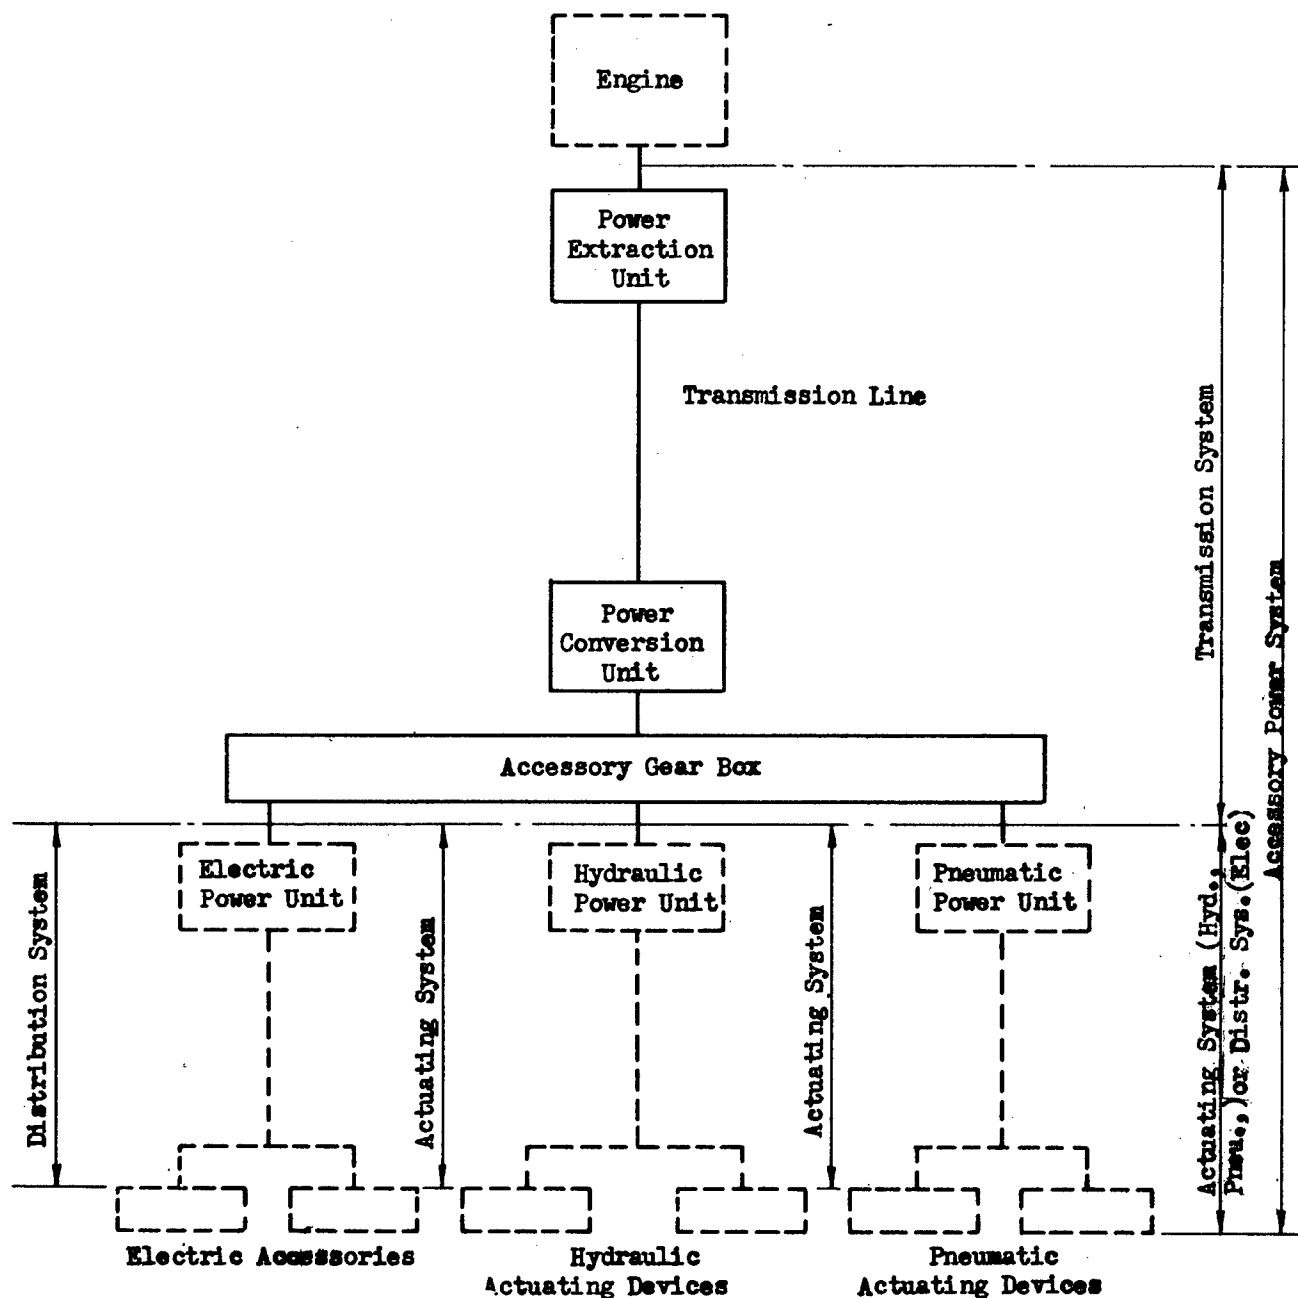 Engine
Power
Extraction
Unit
Transmission Line
Transmission System
Accessory Power System
Power
Conversion
Unit
Accessory Gear Box
Electric
Power Unit
Hydraulic
Power Unit
Pneumatic
Power Unit
Distribution System
Actuating System
Actuating System
Actuating System (Hyd.,
Pneu.,) or Distr. Sys.(Elec)
Electric Accessories
Hydraulic
Actuating Devices
Pneumatic
Actuating Devices